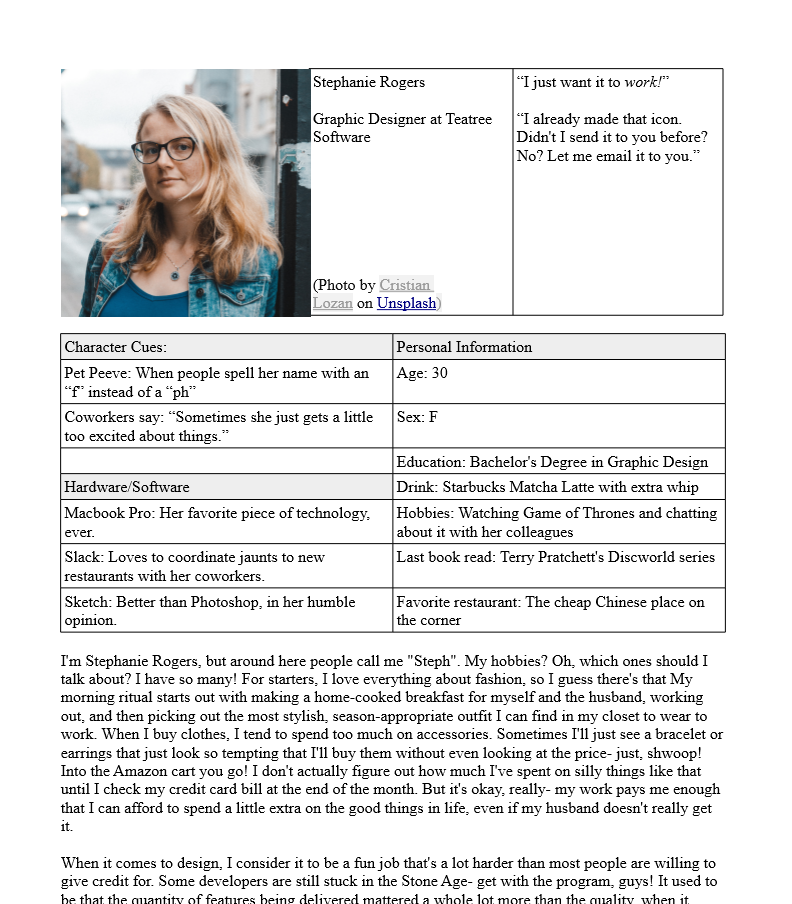 Stephanie Rogers
Graphic Designer at Teatree
Software
(Photo by Cristian
Lozan on Unsplash)
“I just want it to work!”
“I already made that icon.
Didn't I send it to you before?
No? Let me email it to you.”
Character Cues:
Personal Information
Pet Peeve: When people spell her name with an
“f” instead of a “ph”
Age: 30
Coworkers say: “Sometimes she just gets a little
too excited about things.”
Sex: F
Education: Bachelor's Degree in Graphic Design
Hardware/Software
Drink: Starbucks Matcha Latte with extra whip
Macbook Pro: Her favorite piece of technology,
ever.
Hobbies: Watching Game of Thrones and chatting
about it with her colleagues
Slack: Loves to coordinate jaunts to new
restaurants with her coworkers.
Last book read: Terry Pratchett's Discworld series
Sketch: Better than Photoshop, in her humble
opinion.
Favorite restaurant: The cheap Chinese place on
the corner
I'm Stephanie Rogers, but around here people call me "Steph". My hobbies? Oh, which ones should I
talk about? I have so many! For starters, I love everything about fashion, so I guess there's that My
morning ritual starts out with making a home-cooked breakfast for myself and the husband, working
out, and then picking out the most stylish, season-appropriate outfit I can find in my closet to wear to
work. When I buy clothes, I tend to spend too much on accessories. Sometimes I'll just see a bracelet or
earrings that just look so tempting that I'll buy them without even looking at the price- just, shwoop!
Into the Amazon cart you go! I don't actually figure out how much I've spent on silly things like that
until I check my credit card bill at the end of the month. But it's okay, really- my work pays me enough
that I can afford to spend a little extra on the good things in life, even if my husband doesn't really get
it.
When it comes to design, I consider it to be a fun job that's a lot harder than most people are willing to
give credit for. Some developers are still stuck in the Stone Age- get with the program, guys! It used to
be that the quantity of features being delivered mattered a whole lot more than the quality, when it